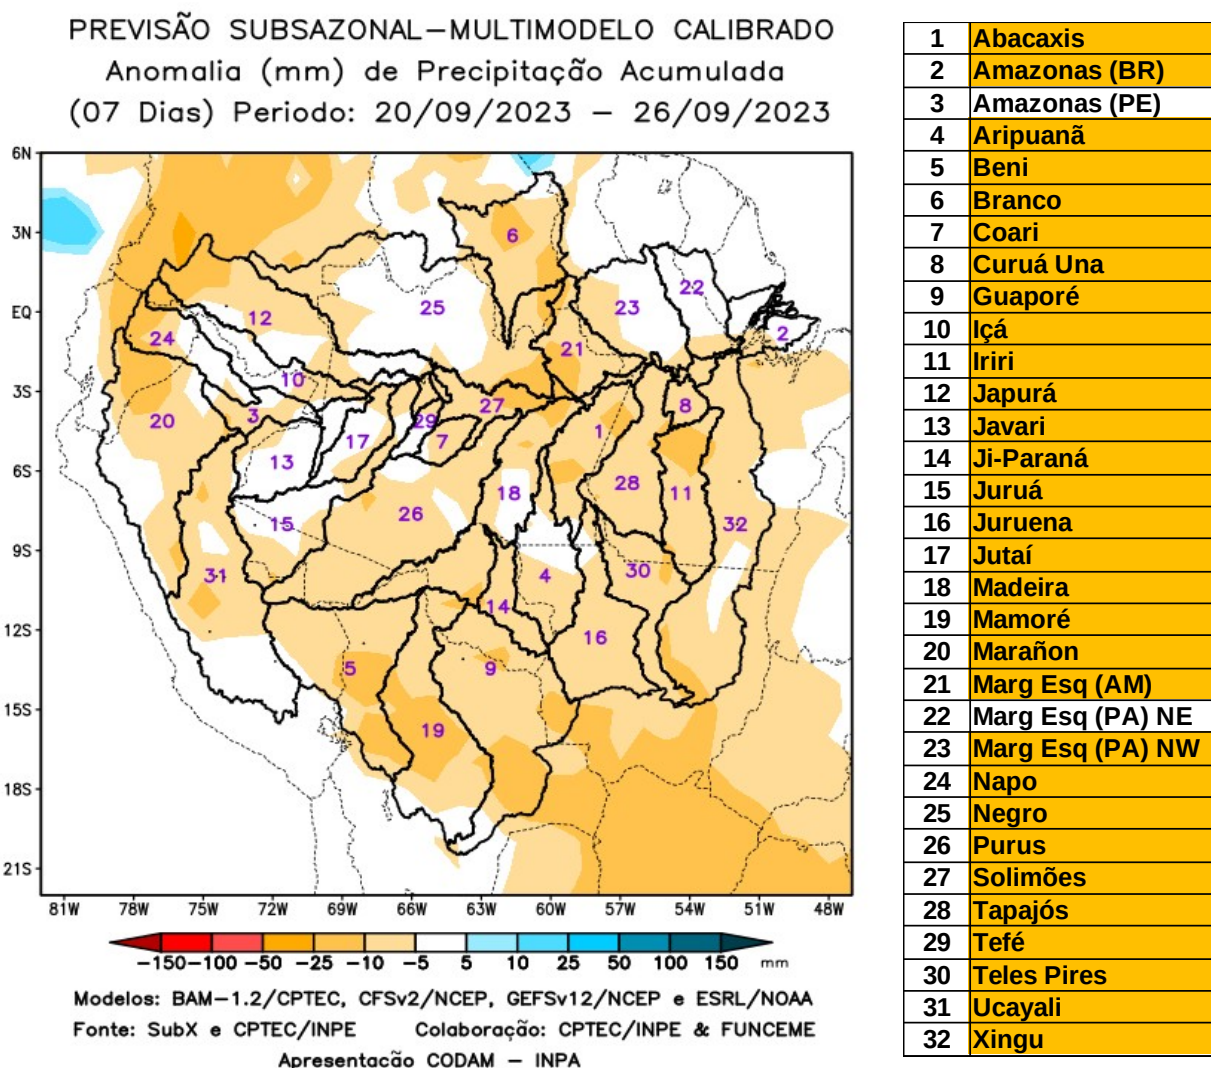 PREVISÃO SUBSAZONAL-MULTIMODELO CALIBRADO
Anomalia (mm) de Precipitação Acumulada
(07 Dias) Periodo: 20/09/2023 - 26/09/2023
6N
3N
EQ
3S
6S
9S
12S
15S
18S
21S
6
22
25
23
12
2
24
21
10
27
8
3
20
29
1
17
7
13
28
18
11
26
15
32
31
30
4
14
16
5
9
19
81W 78W 75W 72W 69W 66W 63W 60W 57W 54W 51W 48W
-150 -100 -50 -25 -10 -5 5 10 25 50 100 150 mm
Modelos: BAM-1.2/CPTEC, CFSv2/NCEP, GEFSv12/NCEP e ESRL/NOAA
Fonte: SubX e CPTEC/INPE Colaboração: CPTEC/INPE & FUNCEME
Apresentação CODAM - INPA
1 Abacaxis
2 Amazonas (BR)
3 Amazonas (PE)
4 Aripuanã
5 Beni
6 Branco
7 Coari
8 Curuá Una
9 Guaporé
10 Içá
11 Iriri
12 Japurá
13 Javari
14 Ji-Paraná
15 Juruá
16 Juruena
17 Jutaí
18 Madeira
19 Mamoré
20 Marañon
21 Marg Esq (AM)
22 Marg Esq (PA) NE
23 Marg Esq (PA) NW
24 Napo
25 Negro
26 Purus
27 Solimões
28 Tapajós
29 Tefé
30 Teles Pires
31 Ucayali
32 Xingu